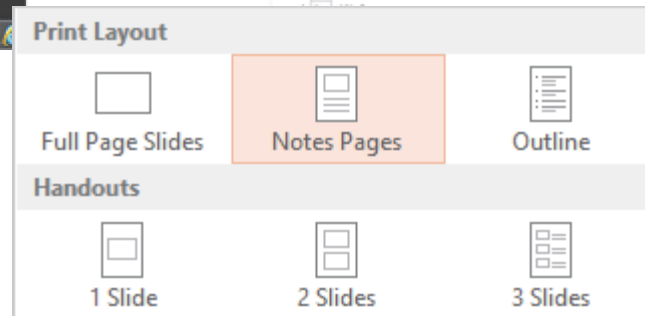 Print Layout
Full Page Slides
Notes Pages
Outline
Handouts
1 Slide
2 Slides
3 Slides